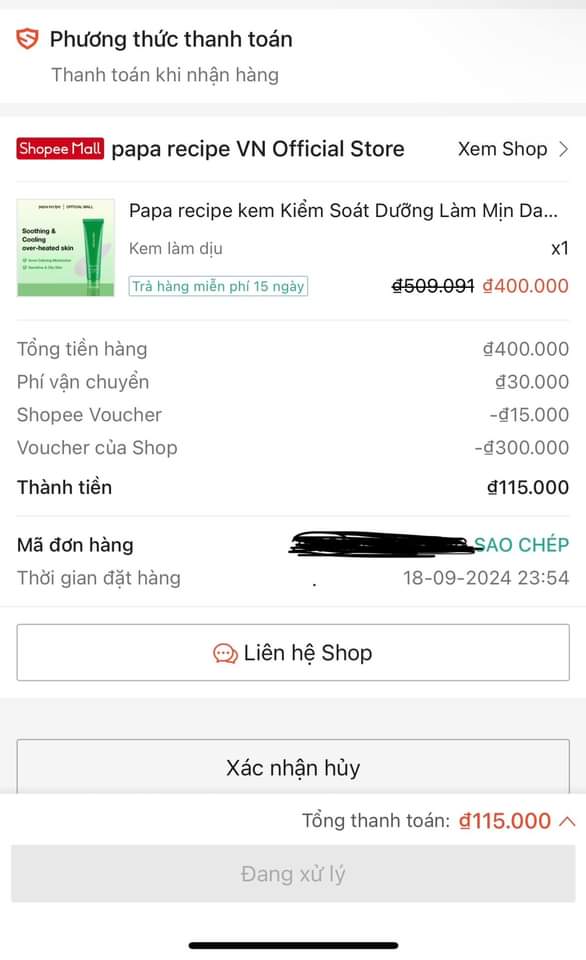 Phương thức thanh toán
Thanh toán khi nhận hàng
Shopee Mall papa recipe VN Official Store Xem Shop
papa recipe | OFFICIAL MALL
Soothing &
Cooling
over-heated skin
Papa recipe kem Kiểm Soát Dưỡng Làm Mịn Da...
Kem làm dịu x1
Trả hàng miễn phí 15 ngày ₫509.091 ₫400.000
Tổng tiền hàng ₫400.000
Phí vận chuyển ₫30.000
Shopee Voucher -₫15.000
Voucher của Shop -₫300.000
Thành tiền ₫115.000
Mã đơn hàng SAO CHÉP
Thời gian đặt hàng 18-09-2024 23:54
Liên hệ Shop
Xác nhận hủy
Tổng thanh toán: ₫115.000
Đang xử lý